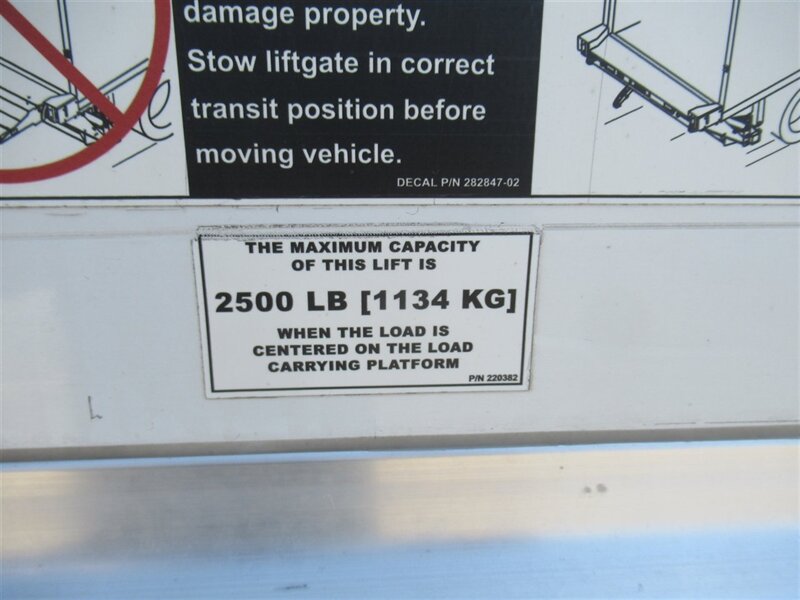 damage property.
Stow liftgate in correct
transit position before
moving vehicle.
DECAL P/N 282847-02
THE MAXIMUM CAPACITY
OF THIS LIFT IS
2500 LB [1134 KG]
WHEN THE LOAD IS
CENTERED ON THE LOAD
CARRYING PLATFORM
P/N 220382